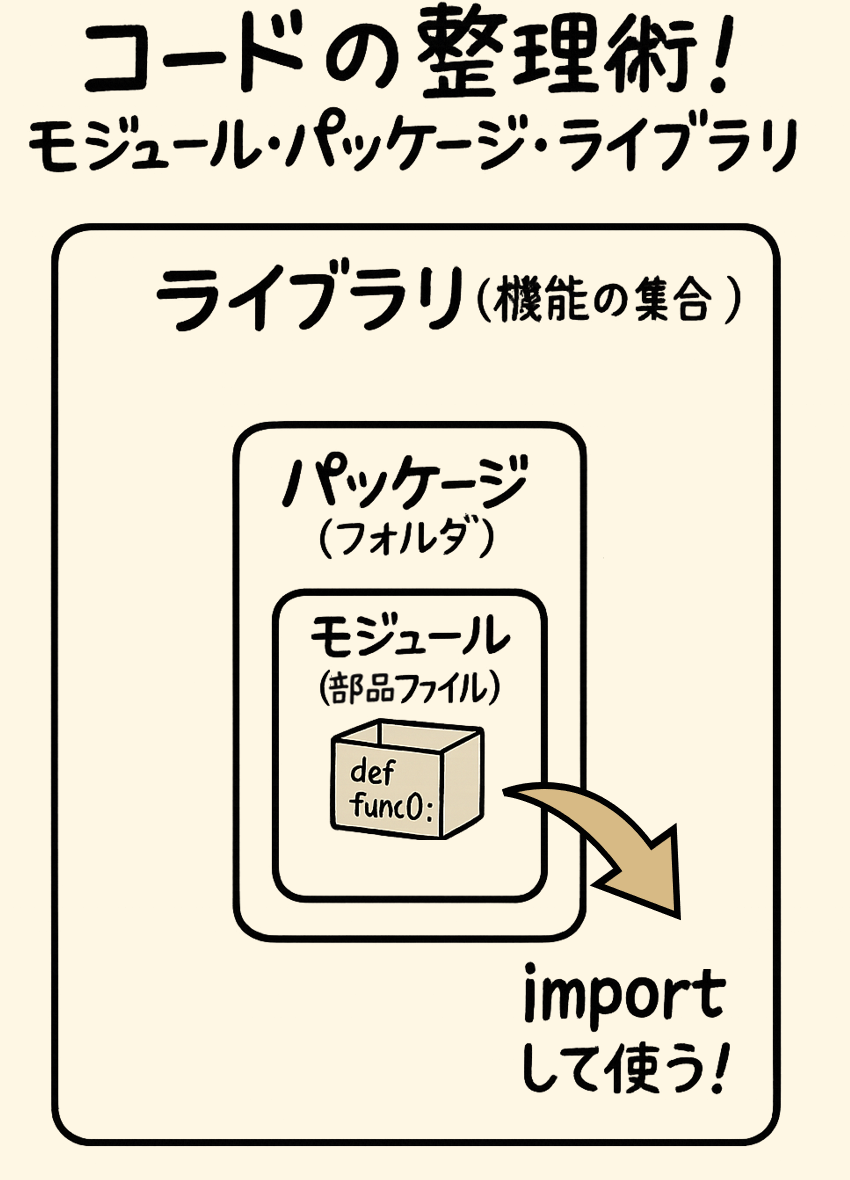 コードの整理術!
モジュール・パッケージ・ライブラリ
ライブラリ(機能の集合)
パッケージ
(フォルダ)
モジュール
(部品ファイル)
def
func():
import
して使う!